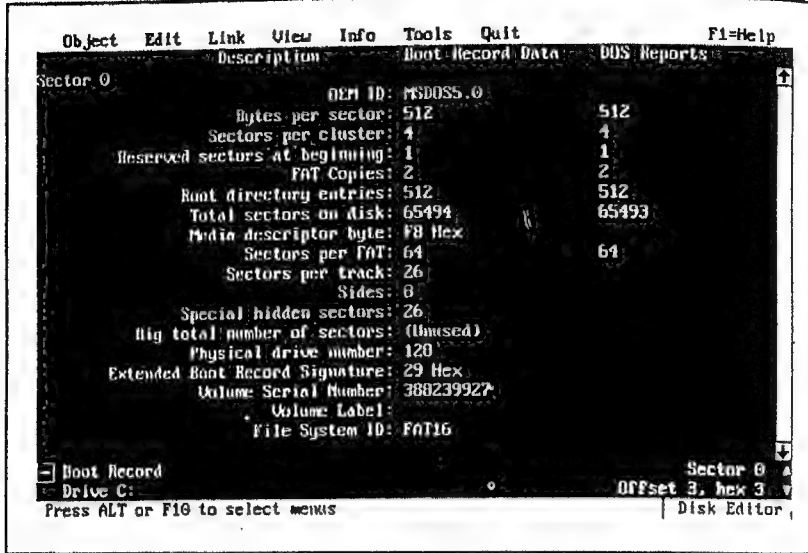 Object Edit Link View Info Tools Quit F1=Help
Description Boot Record Data DOS Reports
Sector 0
OEM ID: MSDOS5.0
Bytes per sector: 512 512
Sectors per cluster: 4 4
Reserved sectors at beginning: 1 1
FAT Copies: 2 2
Root directory entries: 512 512
Total sectors on disk: 65494 65493
Media descriptor byte: F8 Hex
Sectors per FAT: 64 64
Sectors per track: 26
Sides: 8
Special hidden sectors: 26
Big total number of sectors: (Unused)
Physical drive number: 128
Extended Boot Record Signature: 29 Hex
Volume Serial Number: 388239927
Volume Label:
File System ID: FAT16
Boot Record Sector 0
Drive C: Offset 3, hex 3
Press ALT or F10 to select menus Disk Editor